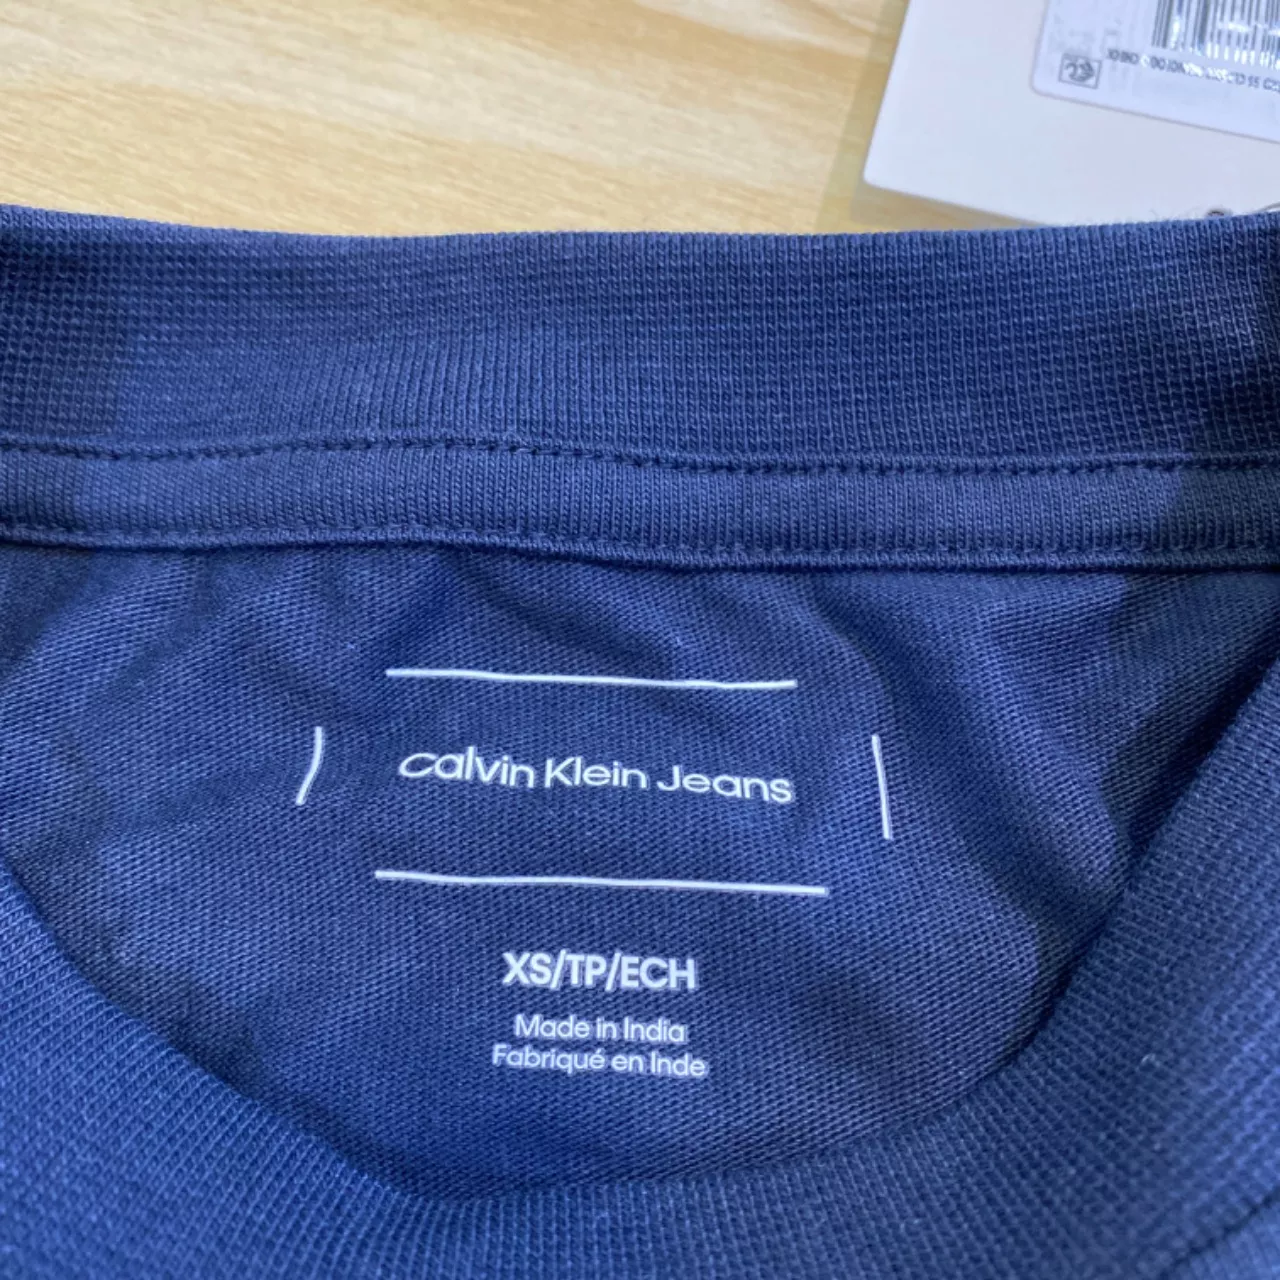 Calvin Klein Jeans
XS/TP/ECH
Made in India
Fabriqué en Inde